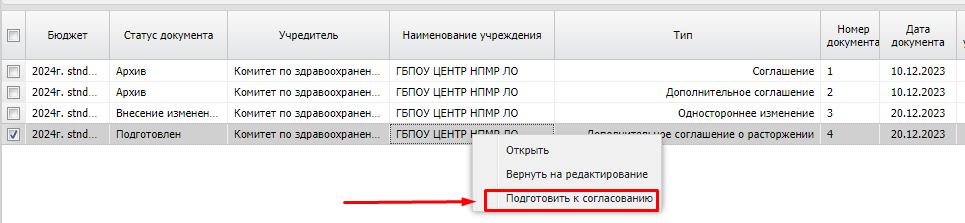 Бюджет Статус документа Учредитель Наименование учреждения Тип Номер документа Дата документа
2024г. stnd... Архив Комитет по здравоохранен... ГБПОУ ЦЕНТР НПМР ЛО Соглашение 1 10.12.2023
2024г. stnd... Архив Комитет по здравоохранен... ГБПОУ ЦЕНТР НПМР ЛО Дополнительное соглашение 2 10.12.2023
2024г. stnd... Внесение изменен... Комитет по здравоохранен... ГБПОУ ЦЕНТР НПМР ЛО Одностороннее изменение 3 20.12.2023
2024г. stnd... Подготовлен Комитет по здравоохранен... ГБПОУ ЦЕНТР НПМР ЛО Дополнительное соглашение о расторжении 4 20.12.2023
Открыть
Вернуть на редактирование
Подготовить к согласованию